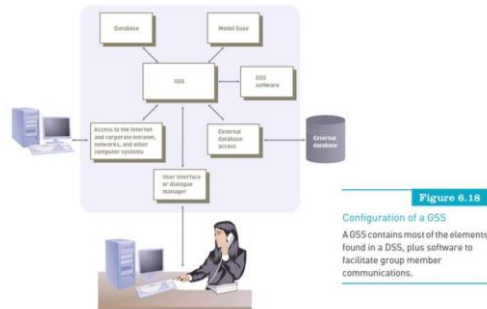 Database
Model base
GSS
GSS
software
Access to the Internet
and corporate intranet,
networks, and other
computer systems
External
database
access
External
database
User interface
or dialogue
manager
Figure 6.18
Configuration of a GSS
A GSS contains most of the elements
found in a DSS, plus software to
facilitate group member
communications.